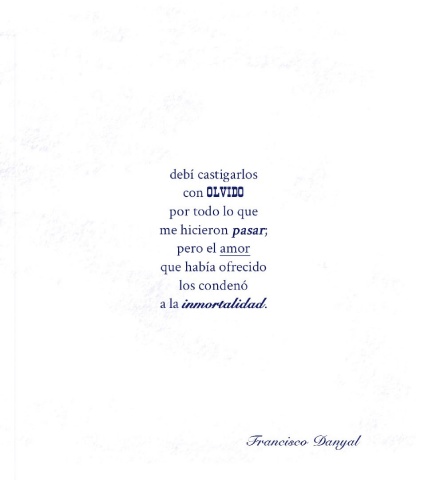 debí castigarlos
con OLVIDO
por todo lo que
me hicieron pasar;
pero el amor
que había ofrecido
los condenó
a la inmortalidad.
Francisco Danyal